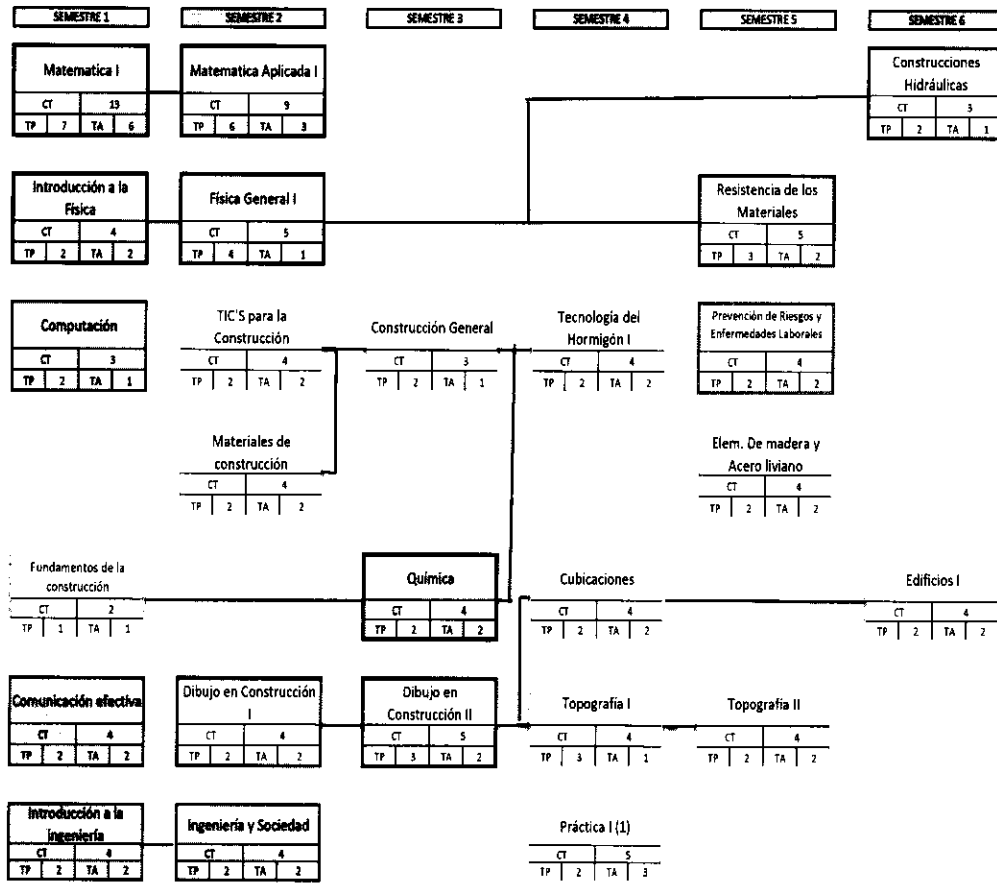 SEMESTRE 1 SEMESTRE 2 SEMESTRE 3 SEMESTRE 4 SEMESTRE 5 SEMESTRE 6
Matematica I
CT 13
TP 7 TA 6
Matematica Aplicada I
CT 9
TP 6 TA 3
Construcciones
Hidráulicas
CT 3
TP 2 TA 1
Introducción a la
Física
CT 4
TP 2 TA 2
Física General I
CT 5
TP 4 TA 1
Resistencia de los
Materiales
CT 5
TP 3 TA 2
Computación
CT 3
TP 2 TA 1
TIC'S para la
Construcción
CT 4
TP 2 TA 2
Construcción General
CT 3
TP 2 TA 1
Tecnología del
Hormigón I
CT 4
TP 2 TA 2
Prevención de Riesgos y
Enfermedades Laborales
CT 4
TP 2 TA 2
Materiales de
construcción
CT 4
TP 2 TA 2
Elem. De madera y
Acero liviano
CT 4
TP 2 TA 2
Fundamentos de la
construcción
CT 2
TP 1 TA 1
Química
CT 4
TP 2 TA 2
Cubicaciones
CT 4
TP 2 TA 2
Edificios I
CT 4
TP 2 TA 2
Comunicación efectiva
CT 4
TP 2 TA 2
Dibujo en Construcción
I
CT 4
TP 2 TA 2
Dibujo en
Construcción II
CT 5
TP 3 TA 2
Topografía I
CT 4
TP 3 TA 1
Topografía II
CT 4
TP 2 TA 2
Introducción a la
ingeniería
CT 4
TP 2 TA 2
Ingeniería y Sociedad
CT 4
TP 2 TA 2
Práctica I (1)
CT 5
TP 2 TA 3